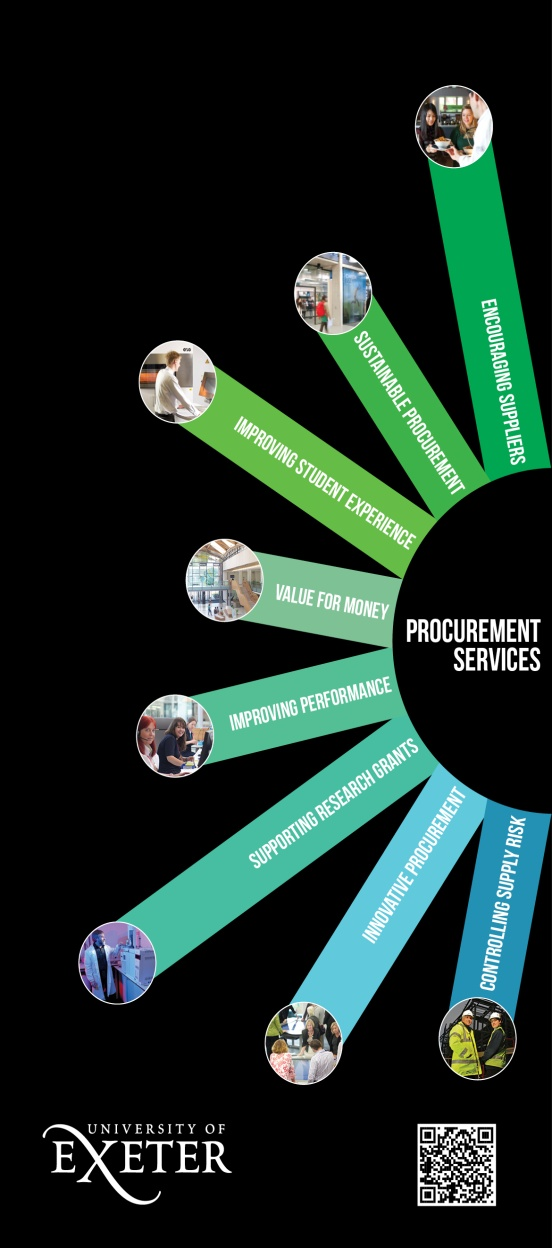 ENCOURAGING SUPPLIERS
SUSTAINABLE PROCUREMENT
IMPROVING STUDENT EXPERIENCE
VALUE FOR MONEY
PROCUREMENT
SERVICES
IMPROVING PERFORMANCE
SUPPORTING RESEARCH GRANTS
INNOVATIVE PROCUREMENT
CONTROLLING SUPPLY RISK
UNIVERSITY OF
EXETER